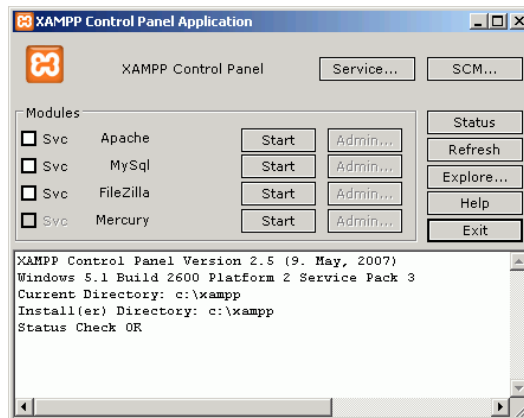 XAMPP Control Panel Application
XAMPP Control Panel Service... SCM...
Modules
Svc Apache Start Admin...
Svc MySql Start Admin...
Svc FileZilla Start Admin...
Svc Mercury Start Admin...
Status
Refresh
Explore...
Help
Exit
XAMPP Control Panel Version 2.5 (9. May, 2007)
Windows 5.1 Build 2600 Platform 2 Service Pack 3
Current Directory: c:\xampp
Install(er) Directory: c:\xampp
Status Check OK